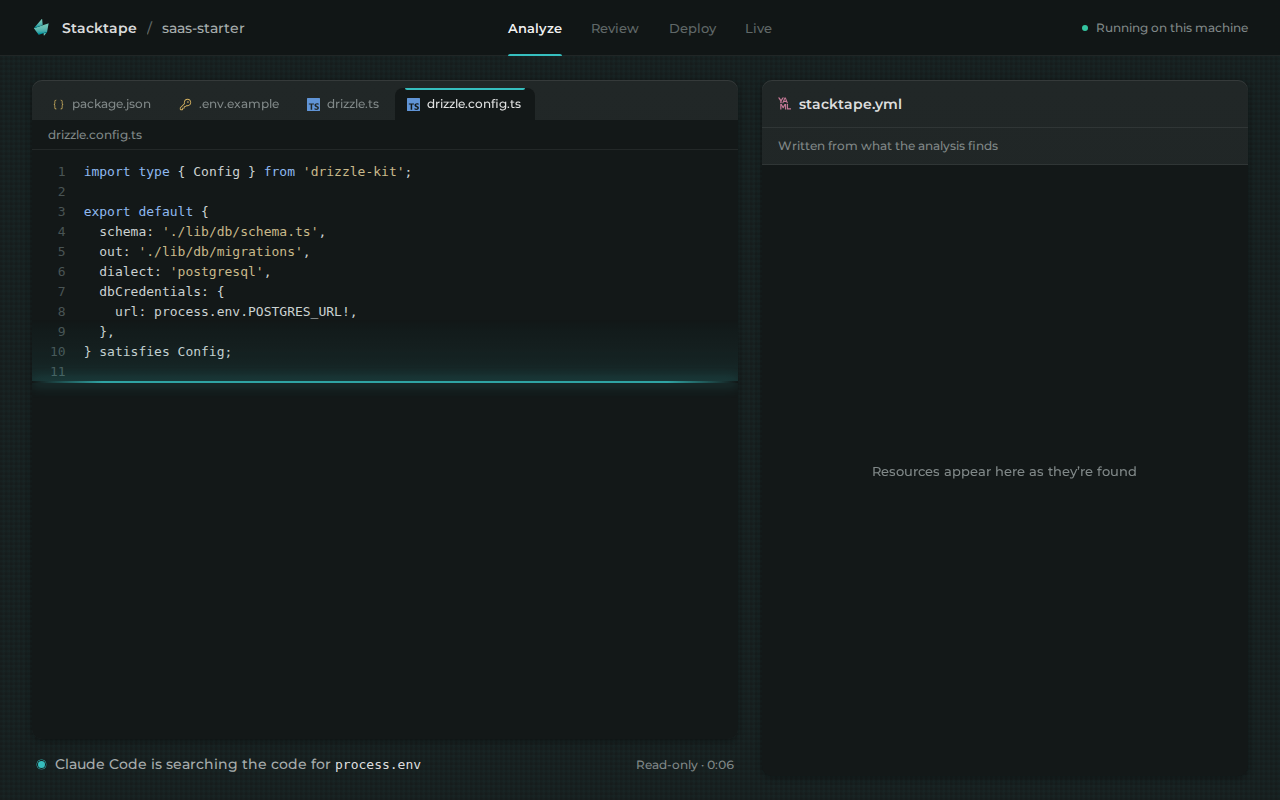 Stacktape / saas-starter
Analyze
Review
Deploy
Live
Running on this machine
{ } package.json
.env.example
TS drizzle.ts
TS drizzle.config.ts
drizzle.config.ts
1 import type { Config } from 'drizzle-kit';
2
3 export default {
4   schema: './lib/db/schema.ts',
5   out: './lib/db/migrations',
6   dialect: 'postgresql',
7   dbCredentials: {
8     url: process.env.POSTGRES_URL!,
9   },
10 } satisfies Config;
11
Claude Code is searching the code for process.env
Read-only · 0:06
YA
ML
stacktape.yml
Written from what the analysis finds
Resources appear here as they’re found